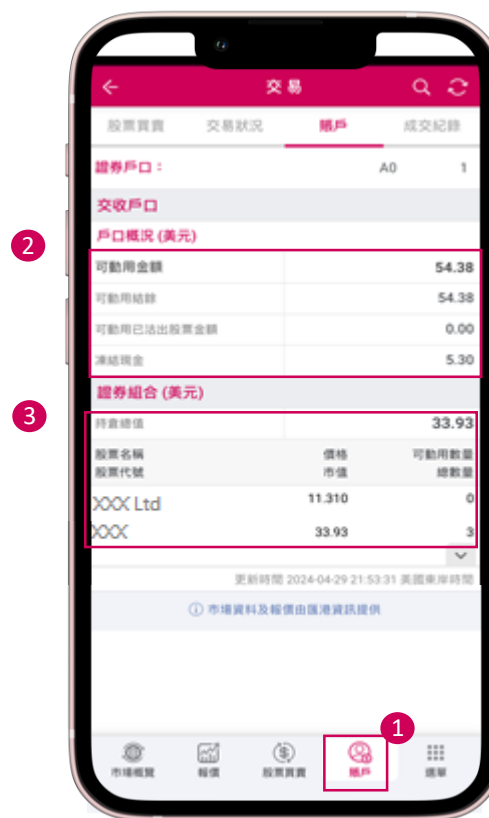 交易
股票買賣 交易狀況 賬戶 成交紀錄
證券戶口： A0 1
交收戶口
2
戶口概況 (美元)
可動用金額 54.38
可動用結餘 54.38
可動用已沽出股票金額 0.00
凍結現金 5.30
證券組合 (美元)
3
持倉總值 33.93
股票名稱 價格 可動用數量
股票代號 市值 總數量
XXX Ltd 11.310 0
XXX 33.93 3
更新時間 2024-04-29 21:53:31 美國東岸時間
市場資料及報價由匯港資訊提供
1
市場概覽 報價 股票買賣 賬戶 選單